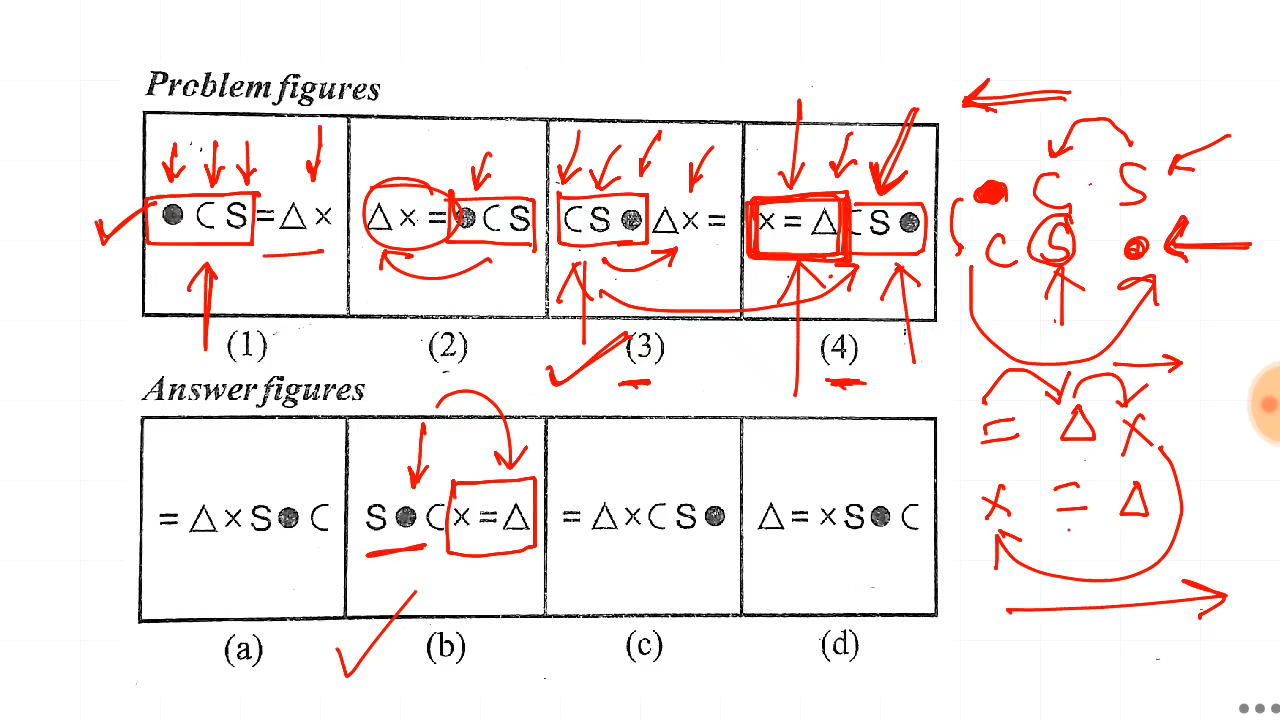 Problem figures
● C S = Δ × Δ × = ● C S C S ● Δ × = × = Δ C S ●
(1) (2) (3) (4)
Answer figures
= Δ × S ● C S ● C × = Δ = Δ × C S ● Δ = × S ● C
(a) (b) (c) (d)
● C S
C S ●
= Δ ×
× = Δ